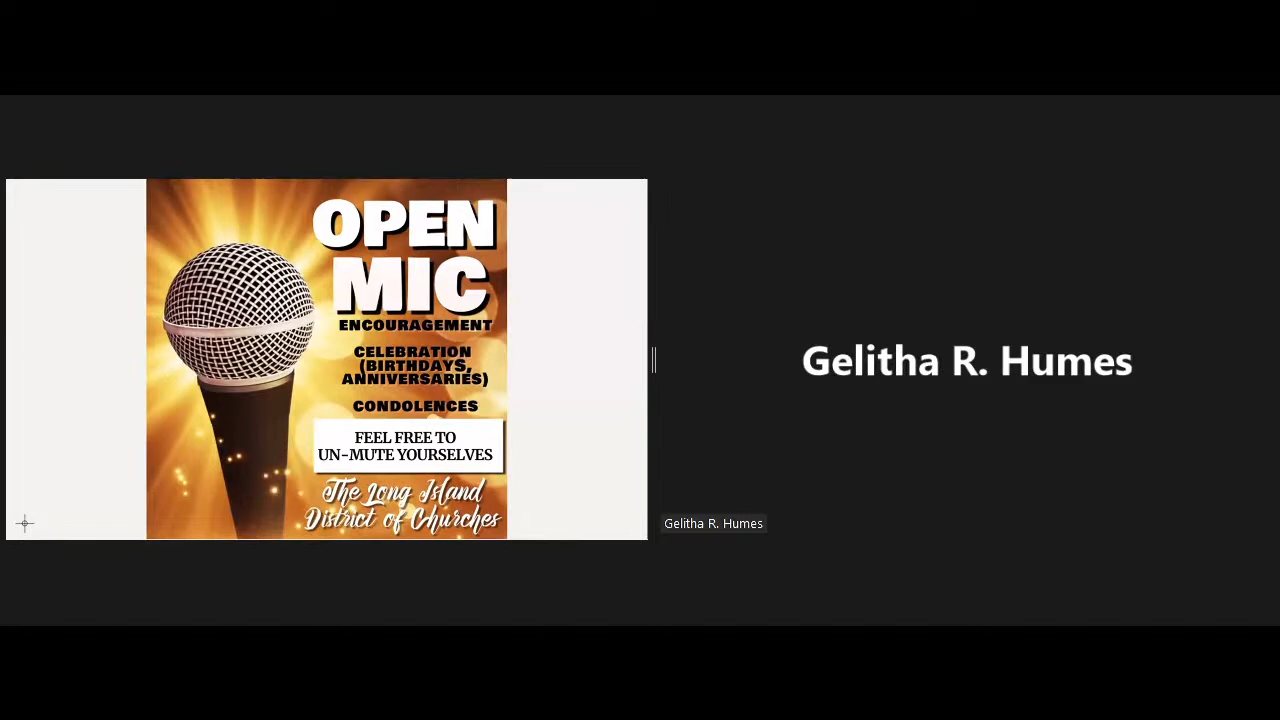 OPEN
MIC
ENCOURAGEMENT
CELEBRATION
(BIRTHDAYS,
ANNIVERSARIES)
CONDOLENCES
FEEL FREE TO
UN-MUTE YOURSELVES
The Long Island
District of Churches
Gelitha R. Humes
Gelitha R. Humes